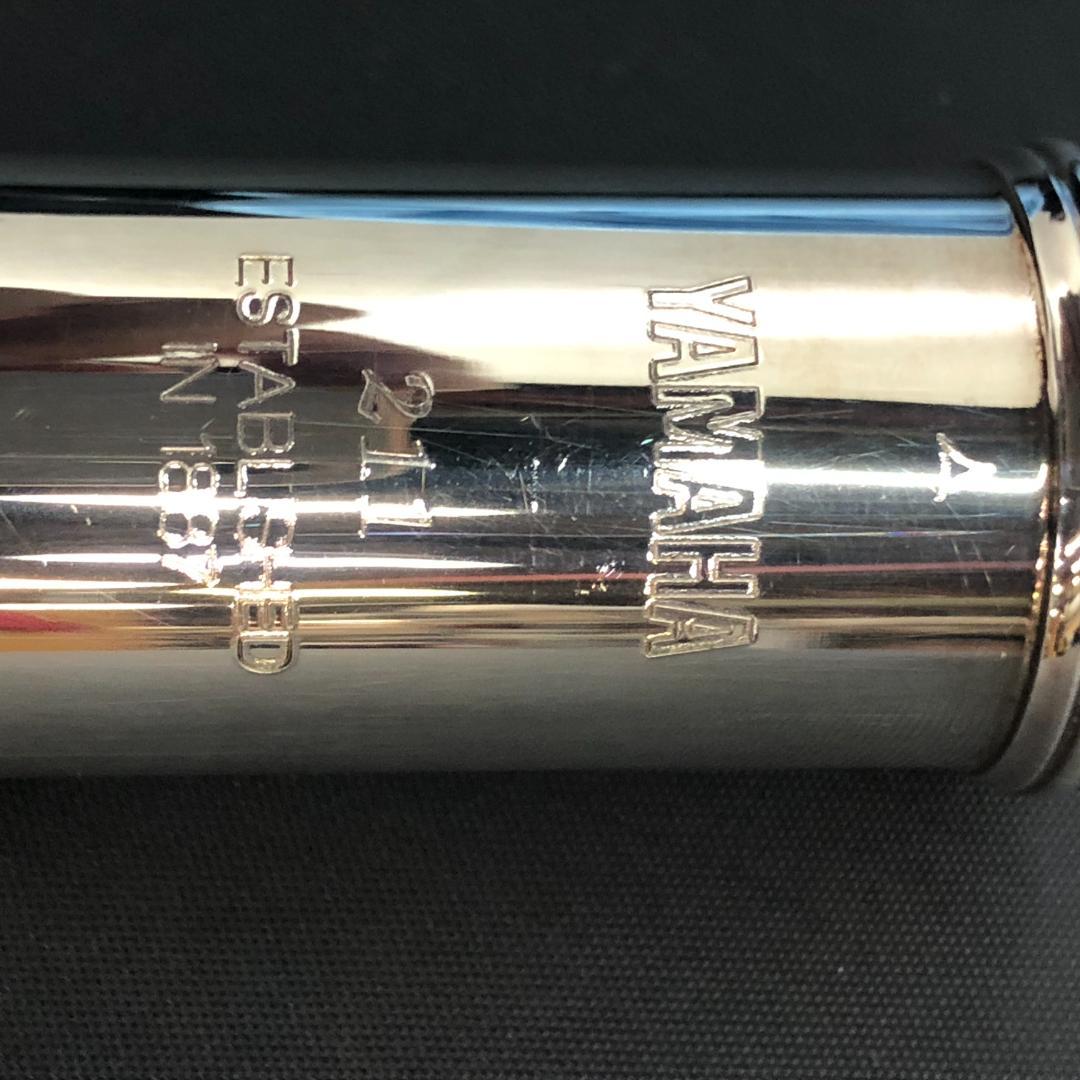 YAMAHA
211
ESTABLISHED
IN 1887